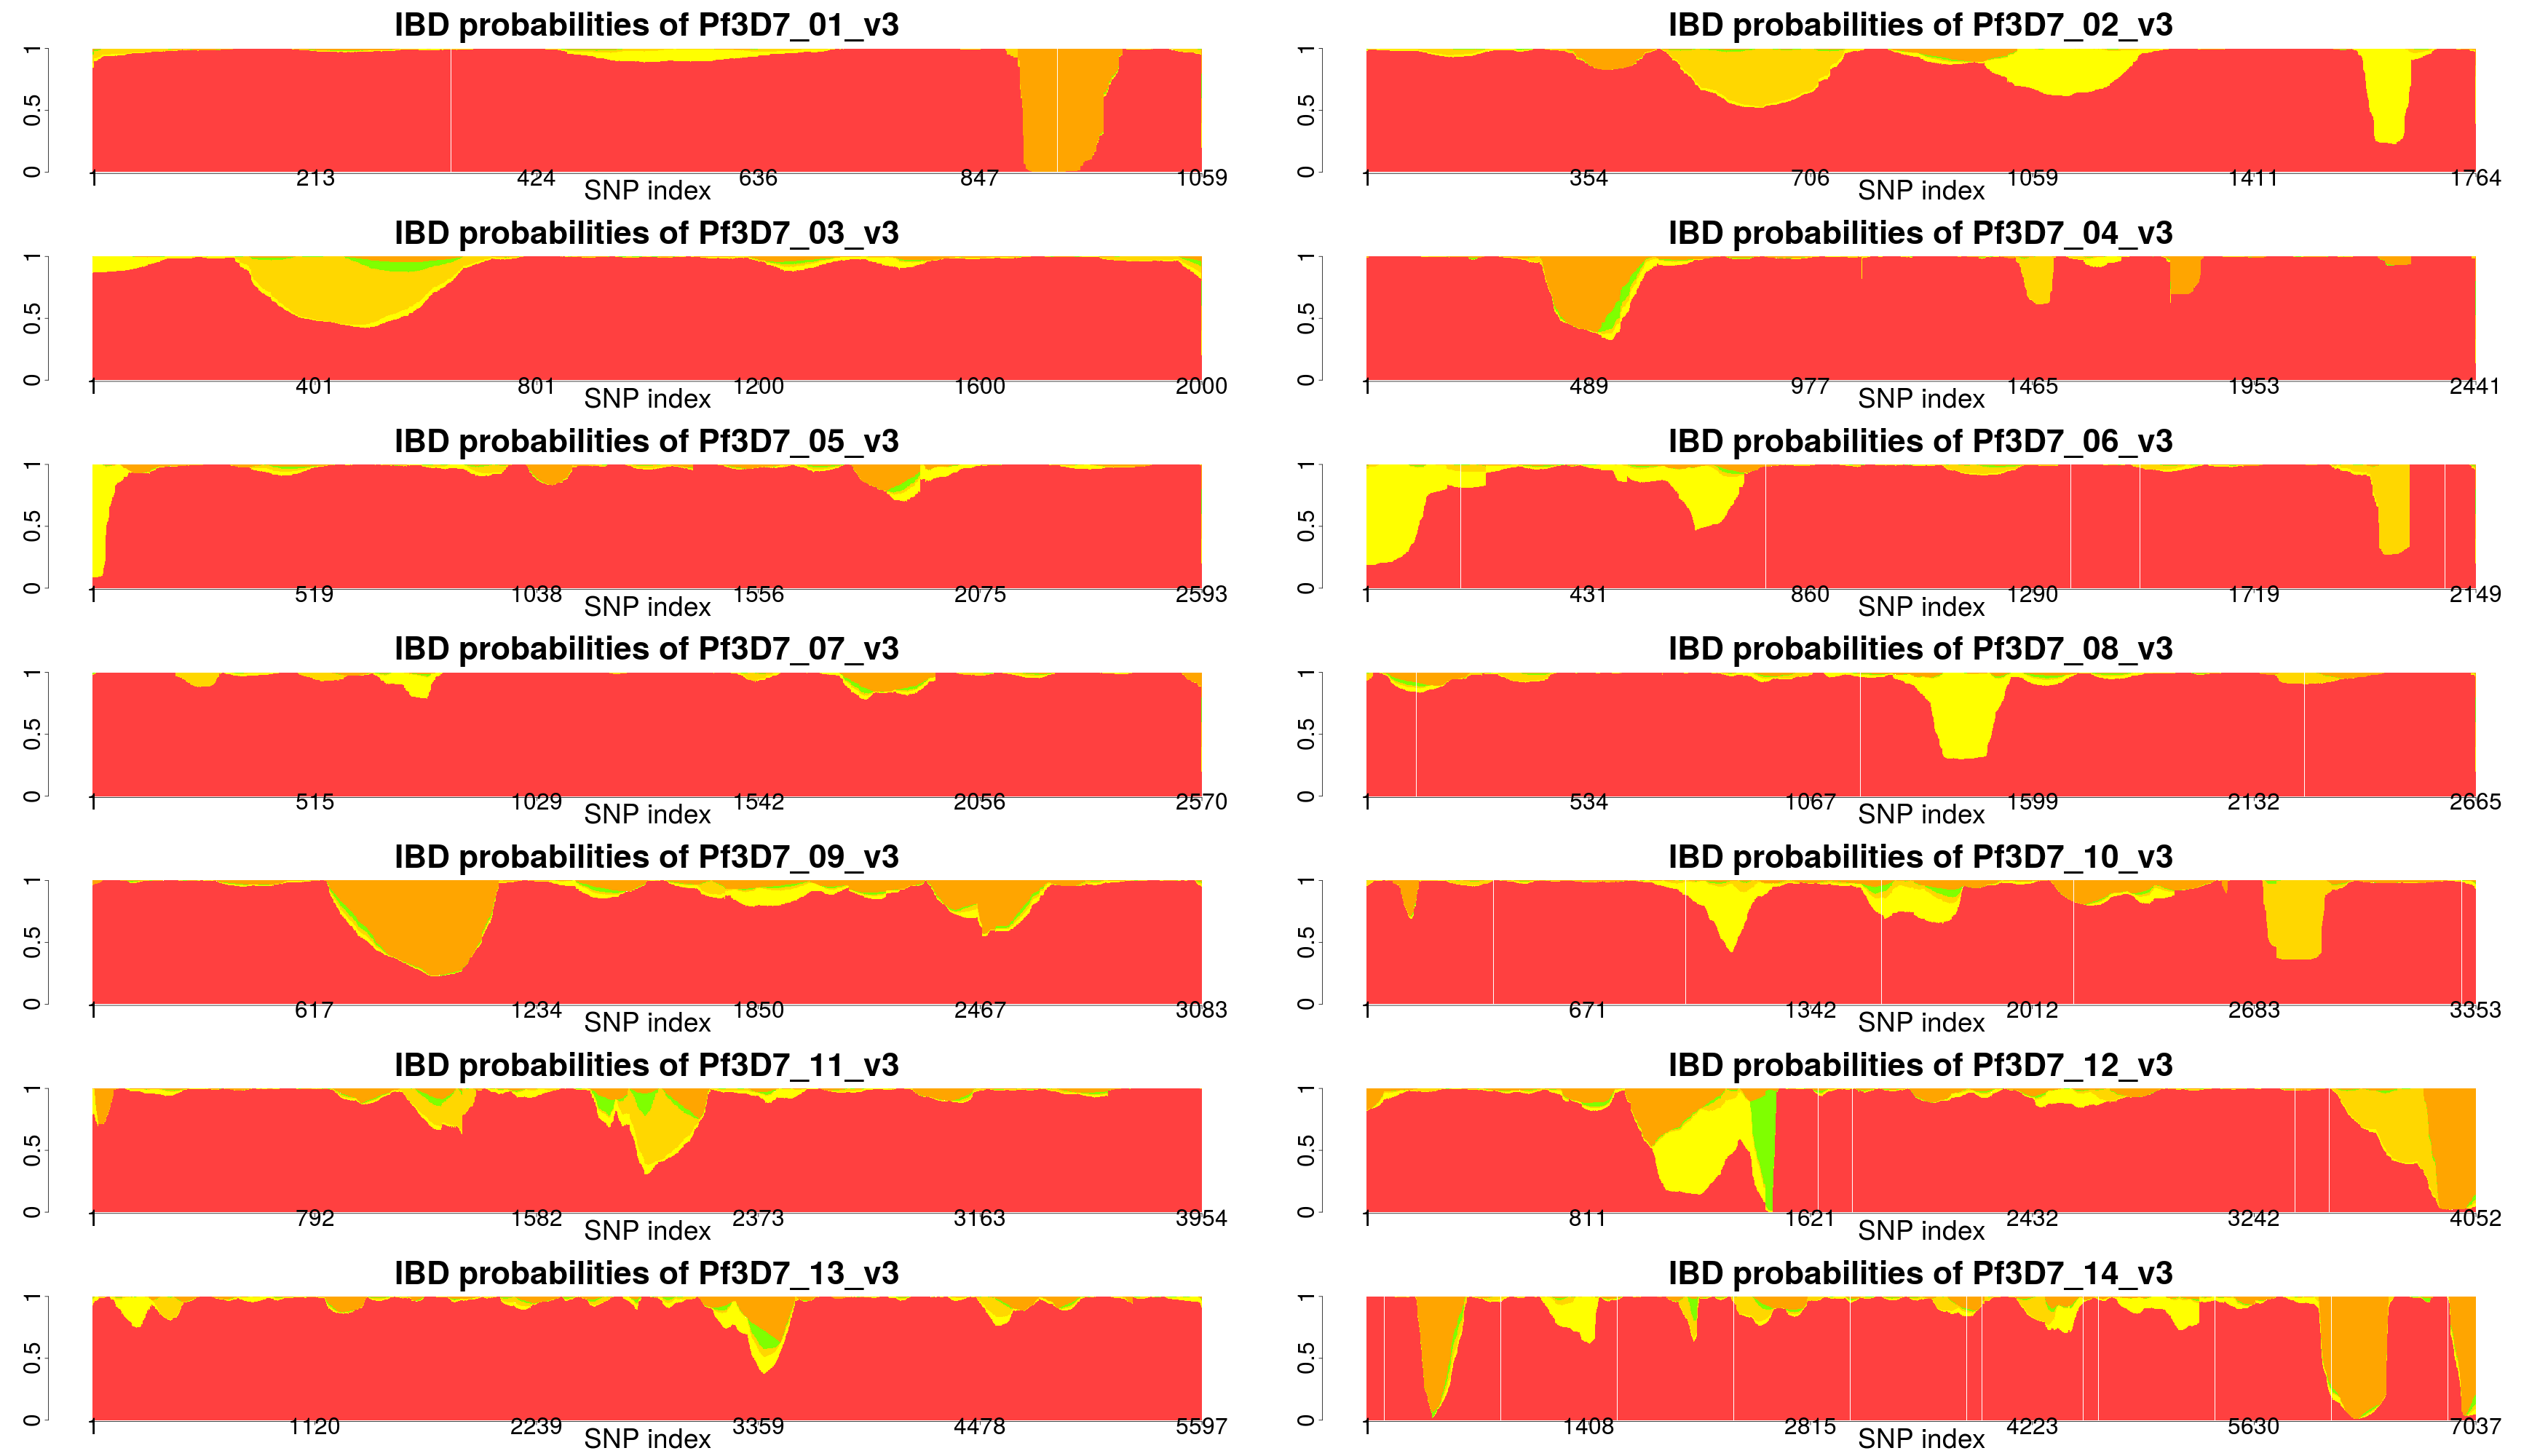 IBD probabilities of Pf3D7_01_v3
0 0.5 1
1 213 424 636 847 1059
SNP index
IBD probabilities of Pf3D7_02_v3
0 0.5 1
1 354 706 1059 1411 1764
SNP index
IBD probabilities of Pf3D7_03_v3
0 0.5 1
1 401 801 1200 1600 2000
SNP index
IBD probabilities of Pf3D7_04_v3
0 0.5 1
1 489 977 1465 1953 2441
SNP index
IBD probabilities of Pf3D7_05_v3
0 0.5 1
1 519 1038 1556 2075 2593
SNP index
IBD probabilities of Pf3D7_06_v3
0 0.5 1
1 431 860 1290 1719 2149
SNP index
IBD probabilities of Pf3D7_07_v3
0 0.5 1
1 515 1029 1542 2056 2570
SNP index
IBD probabilities of Pf3D7_08_v3
0 0.5 1
1 534 1067 1599 2132 2665
SNP index
IBD probabilities of Pf3D7_09_v3
0 0.5 1
1 617 1234 1850 2467 3083
SNP index
IBD probabilities of Pf3D7_10_v3
0 0.5 1
1 671 1342 2012 2683 3353
SNP index
IBD probabilities of Pf3D7_11_v3
0 0.5 1
1 792 1582 2373 3163 3954
SNP index
IBD probabilities of Pf3D7_12_v3
0 0.5 1
1 811 1621 2432 3242 4052
SNP index
IBD probabilities of Pf3D7_13_v3
0 0.5 1
1 1120 2239 3359 4478 5597
SNP index
IBD probabilities of Pf3D7_14_v3
0 0.5 1
1 1408 2815 4223 5630 7037
SNP index